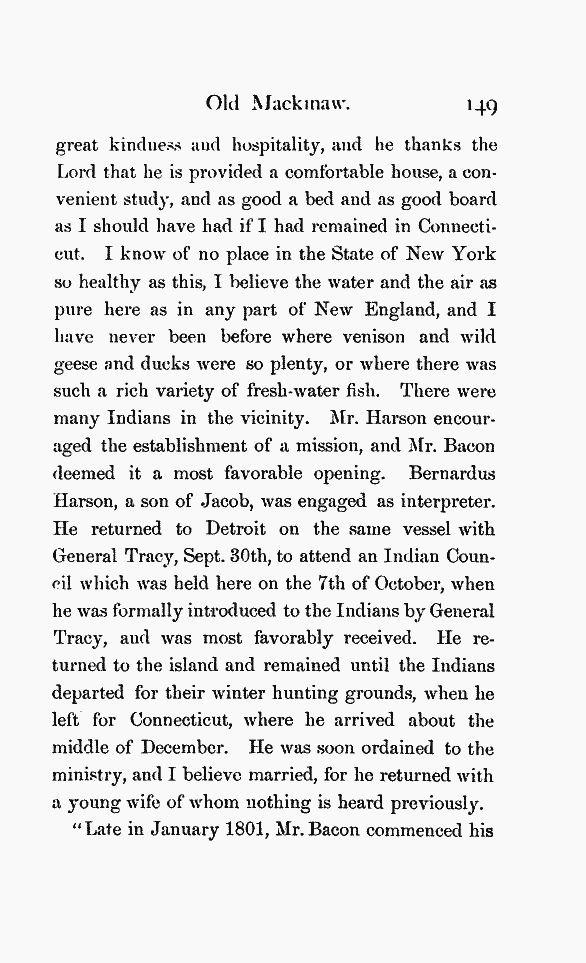 Old Mackinaw. 149
great kindness and hospitality, and he thanks the
Lord that he is provided a comfortable house, a con-
venient study, and as good a bed and as good board
as I should have had if I had remained in Connecti-
cut. I know of no place in the State of New York
so healthy as this, I believe the water and the air as
pure here as in any part of New England, and I
have never been before where venison and wild
geese and ducks were so plenty, or where there was
such a rich variety of fresh-water fish. There were
many Indians in the vicinity. Mr. Harson encour-
aged the establishment of a mission, and Mr. Bacon
deemed it a most favorable opening. Bernardus
Harson, a son of Jacob, was engaged as interpreter.
He returned to Detroit on the same vessel with
General Tracy, Sept. 30th, to attend an Indian Coun-
cil which was held here on the 7th of October, when
he was formally introduced to the Indians by General
Tracy, and was most favorably received. He re-
turned to the island and remained until the Indians
departed for their winter hunting grounds, when he
left for Connecticut, where he arrived about the
middle of December. He was soon ordained to the
ministry, and I believe married, for he returned with
a young wife of whom nothing is heard previously.
"Late in January 1801, Mr. Bacon commenced his